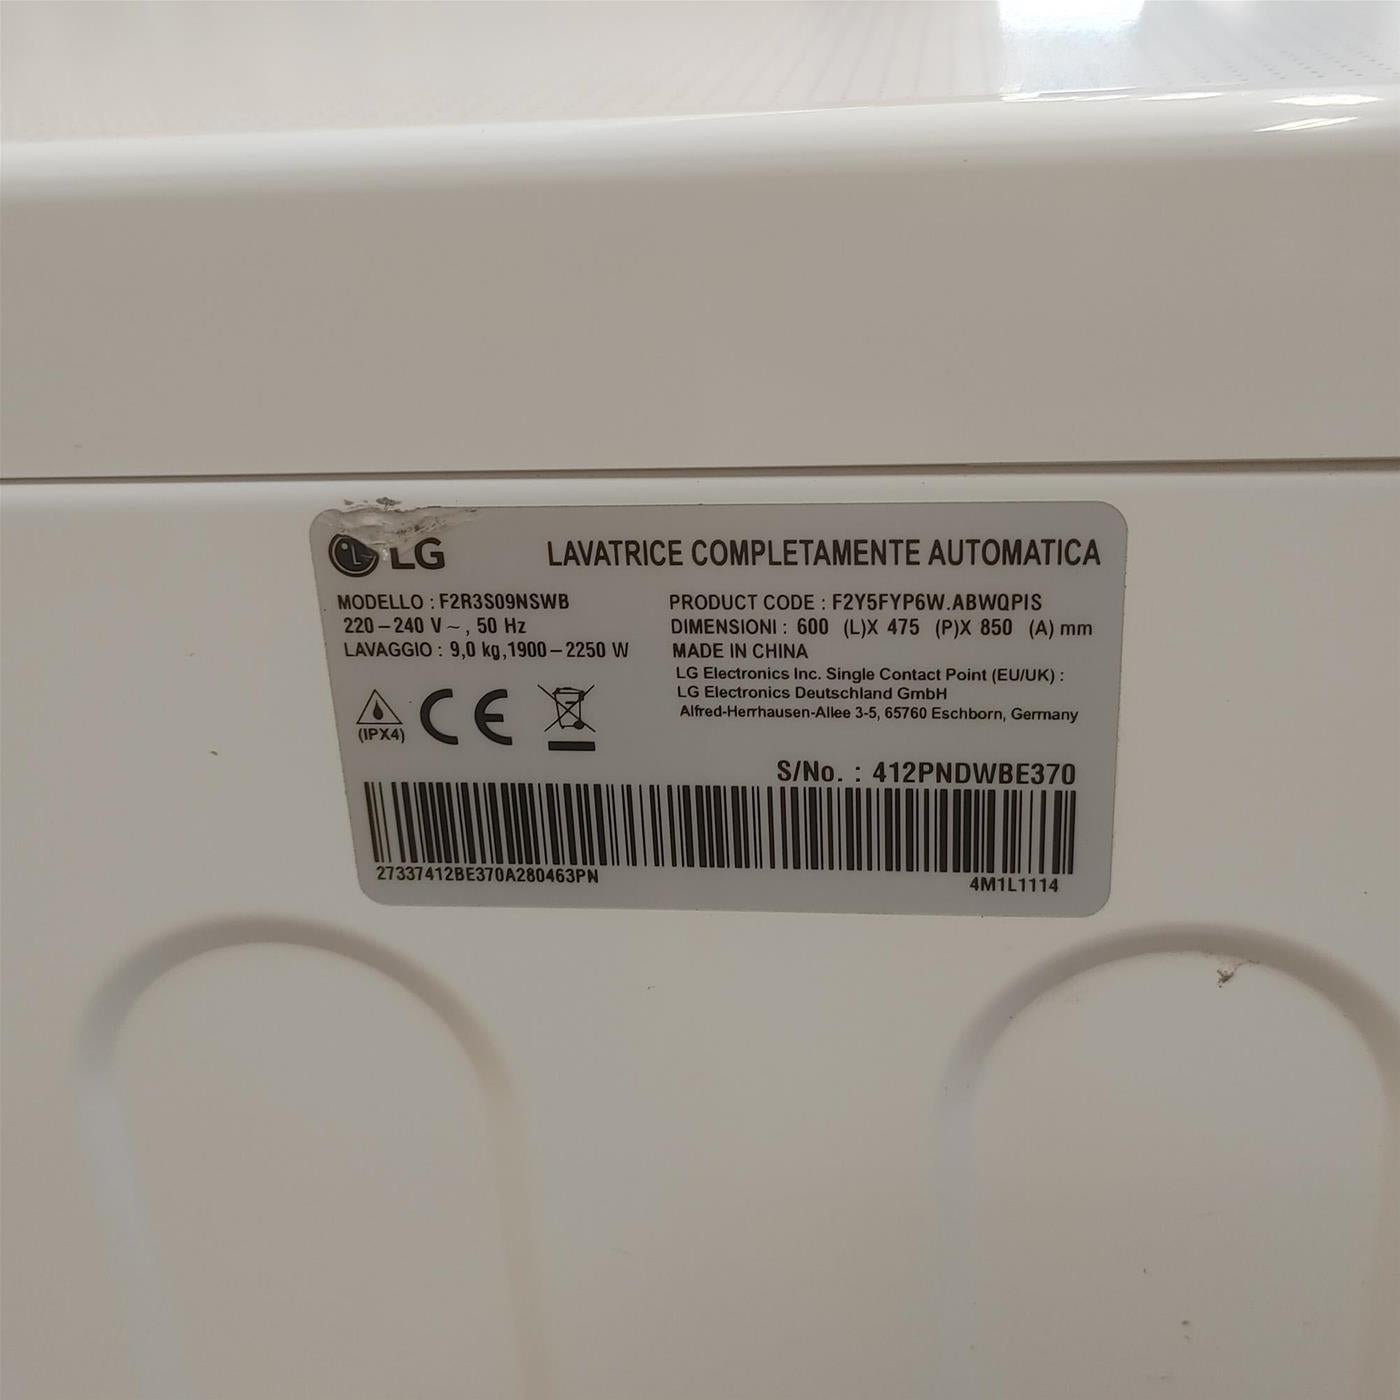 LG LAVATRICE COMPLETAMENTE AUTOMATICA
MODELLO : F2R3S09NSWB
220–240 V~, 50 Hz
LAVAGGIO : 9,0 kg,1900–2250 W
PRODUCT CODE : F2Y5FYP6W.ABWQPIS
DIMENSIONI : 600 (L)X 475 (P)X 850 (A) mm
MADE IN CHINA
LG Electronics Inc. Single Contact Point (EU/UK) :
LG Electronics Deutschland GmbH
Alfred-Herrhausen-Allee 3-5, 65760 Eschborn, Germany
(IPX4) CE
S/No. : 412PNDWBE370
27337412BE370A280463PN 4M1L1114